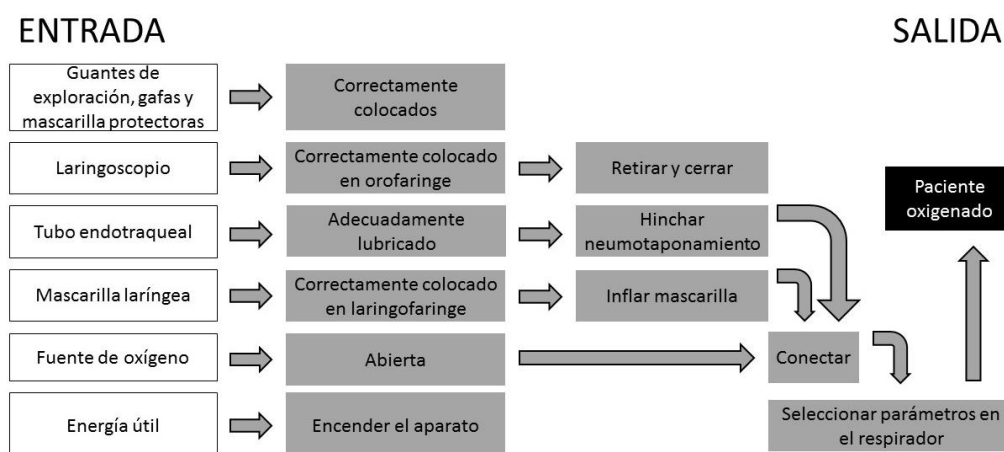 ENTRADA
SALIDA
Guantes de
exploración, gafas y
mascarilla protectoras
Correctamente
colocados
Laringoscopio
Correctamente colocado
en orofaringe
Retirar y cerrar
Paciente
oxigenado
Tubo endotraqueal
Adecuadamente
lubricado
Hinchar
neumotaponamiento
Mascarilla laríngea
Correctamente colocado
en laringofaringe
Inflar mascarilla
Fuente de oxígeno
Abierta
Conectar
Energía útil
Encender el aparato
Seleccionar parámetros en
el respirador